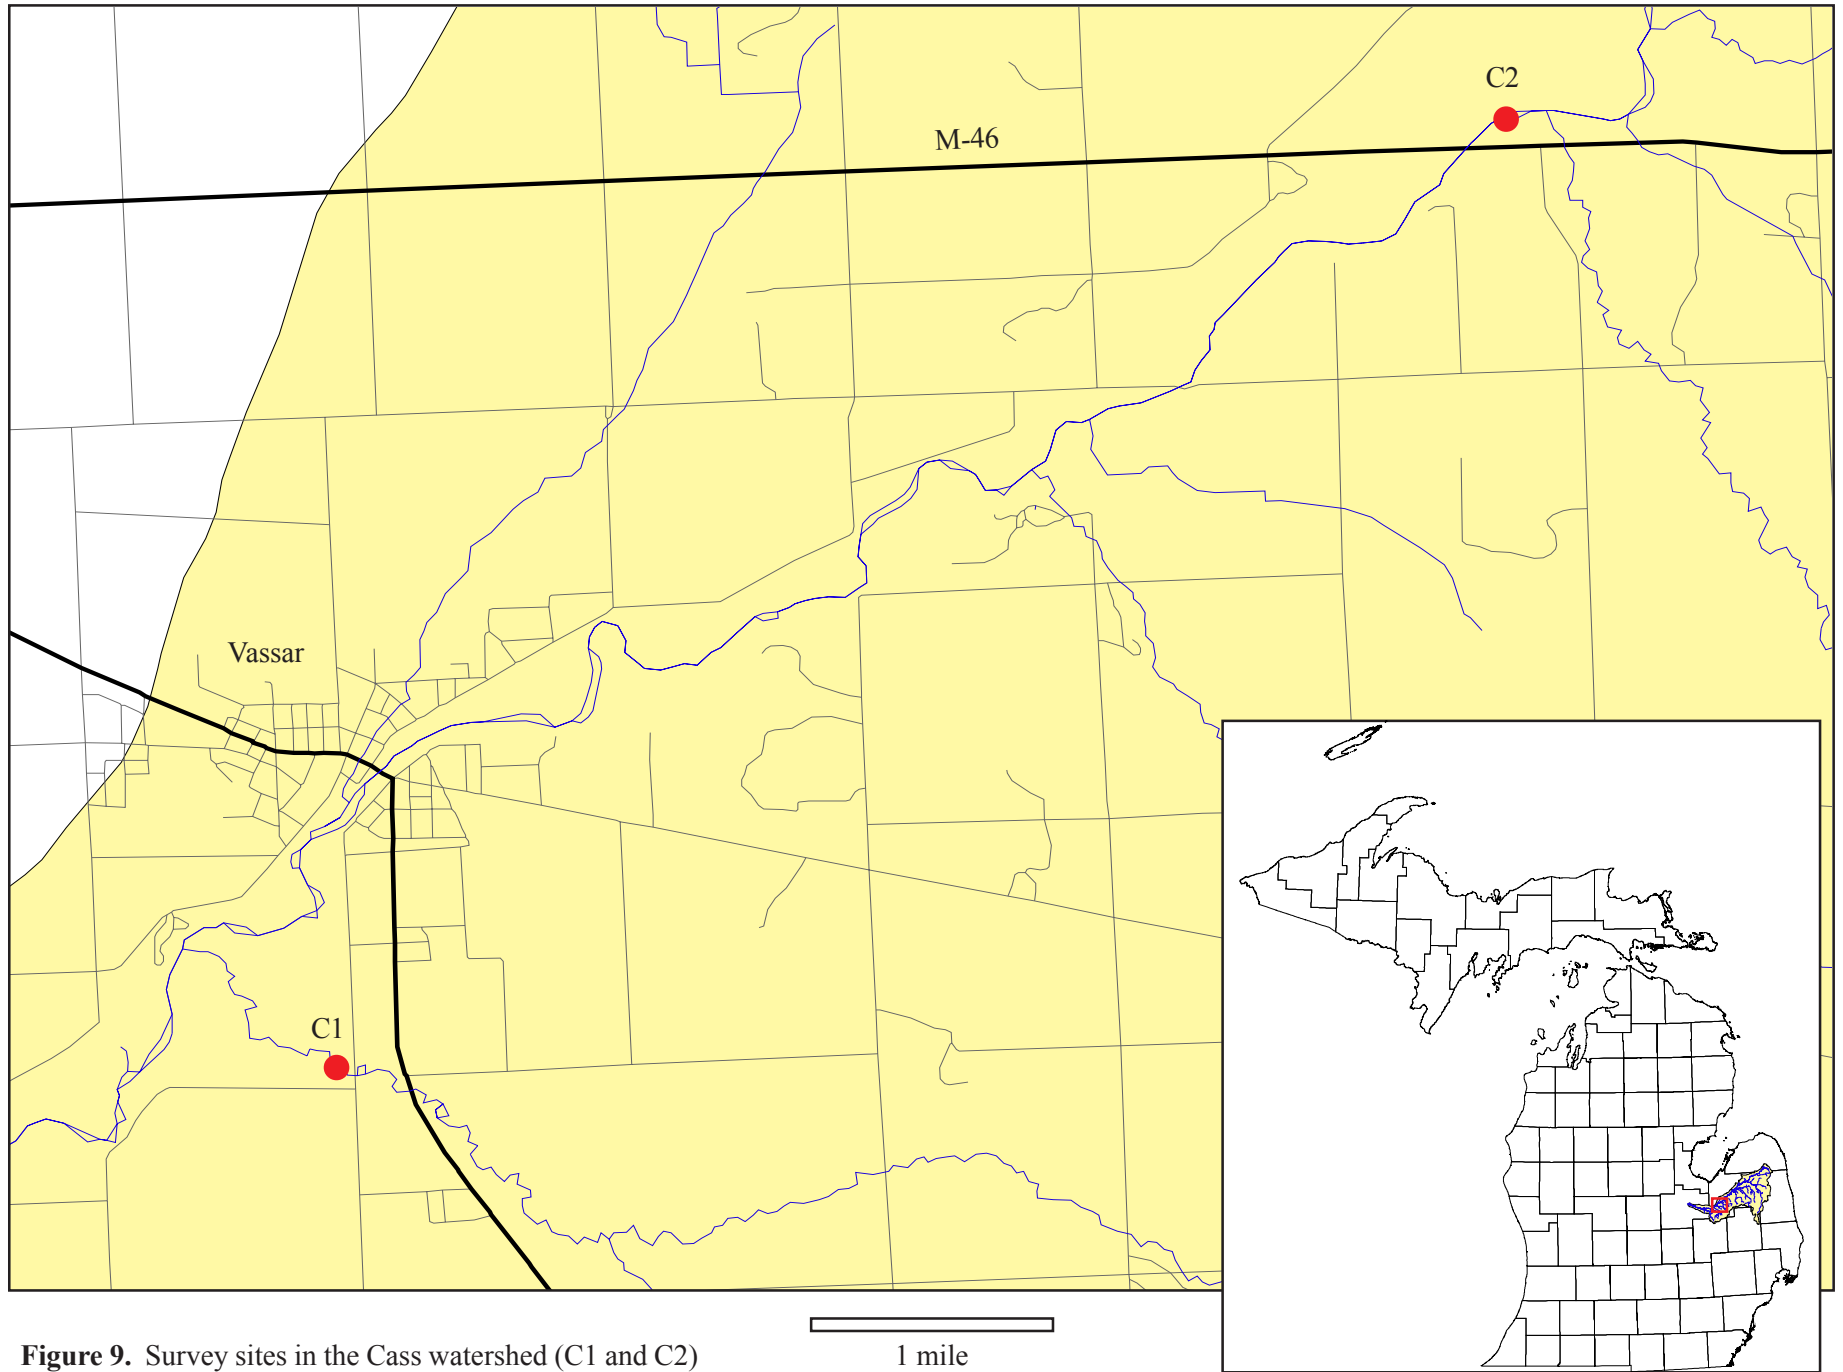 C2
M-46
Vassar
C1
Figure 9. Survey sites in the Cass watershed (C1 and C2)
1 mile